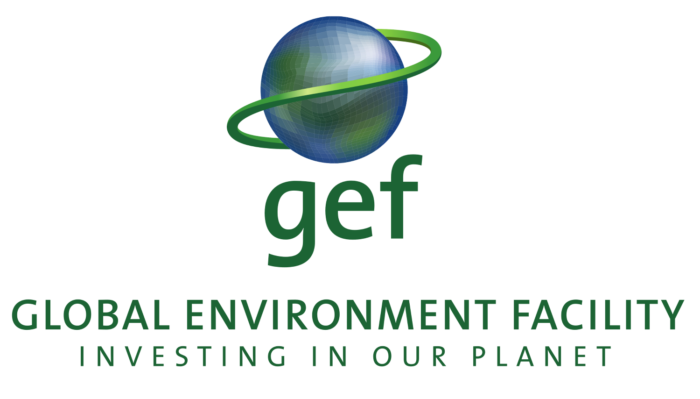 gef
GLOBAL ENVIRONMENT FACILITY
INVESTING IN OUR PLANET